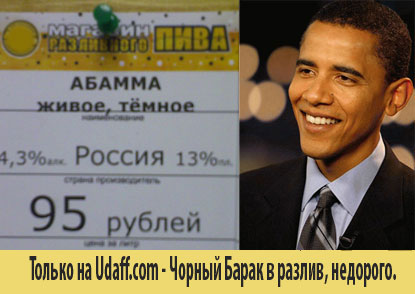 магазин
РАЗЛИВНОГО ПИВА
АБАММА
живое, тёмное
наименование
4,3%алк. Россия 13%пл.
страна производитель
95 рублей
цена за литр
Только на Udaff.com - Чорный Барак в разлив, недорого.